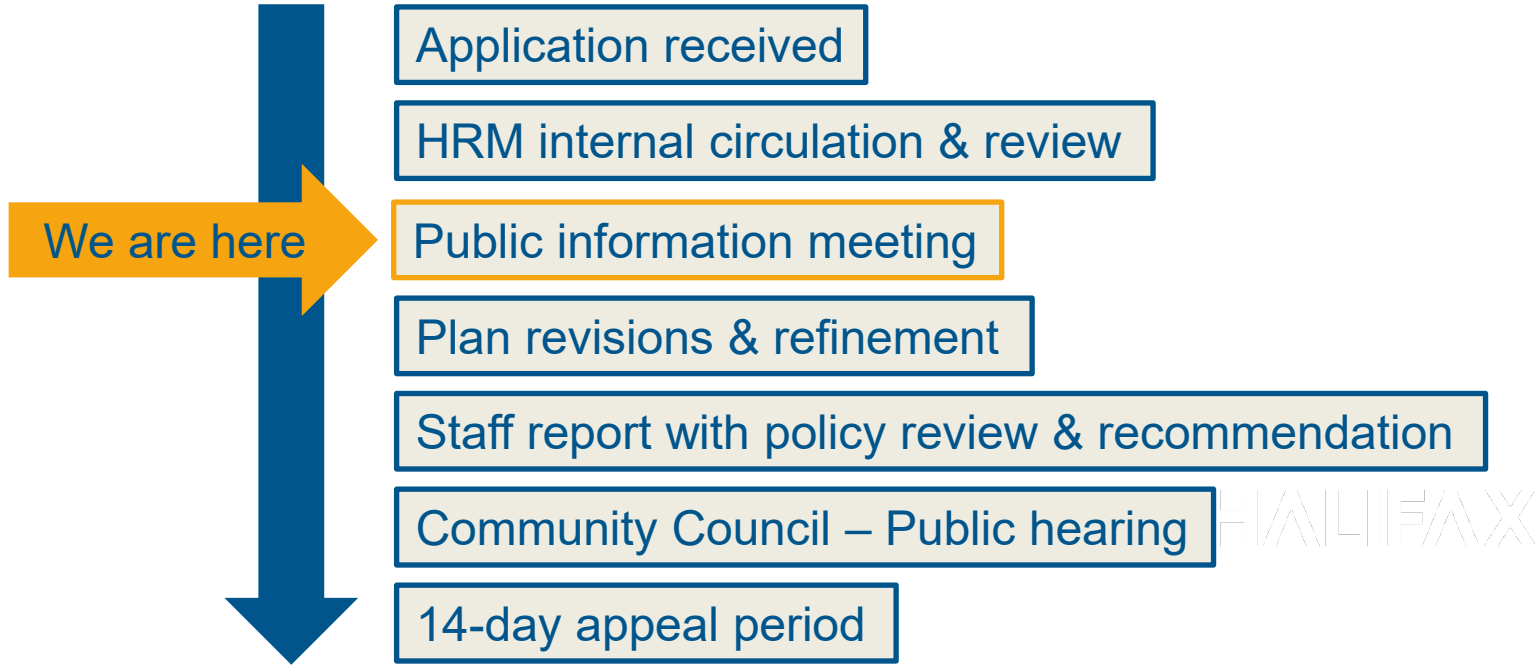 Application received
HRM internal circulation & review
We are here
Public information meeting
Plan revisions & refinement
Staff report with policy review & recommendation
Community Council – Public hearing
HALIFAX
14-day appeal period